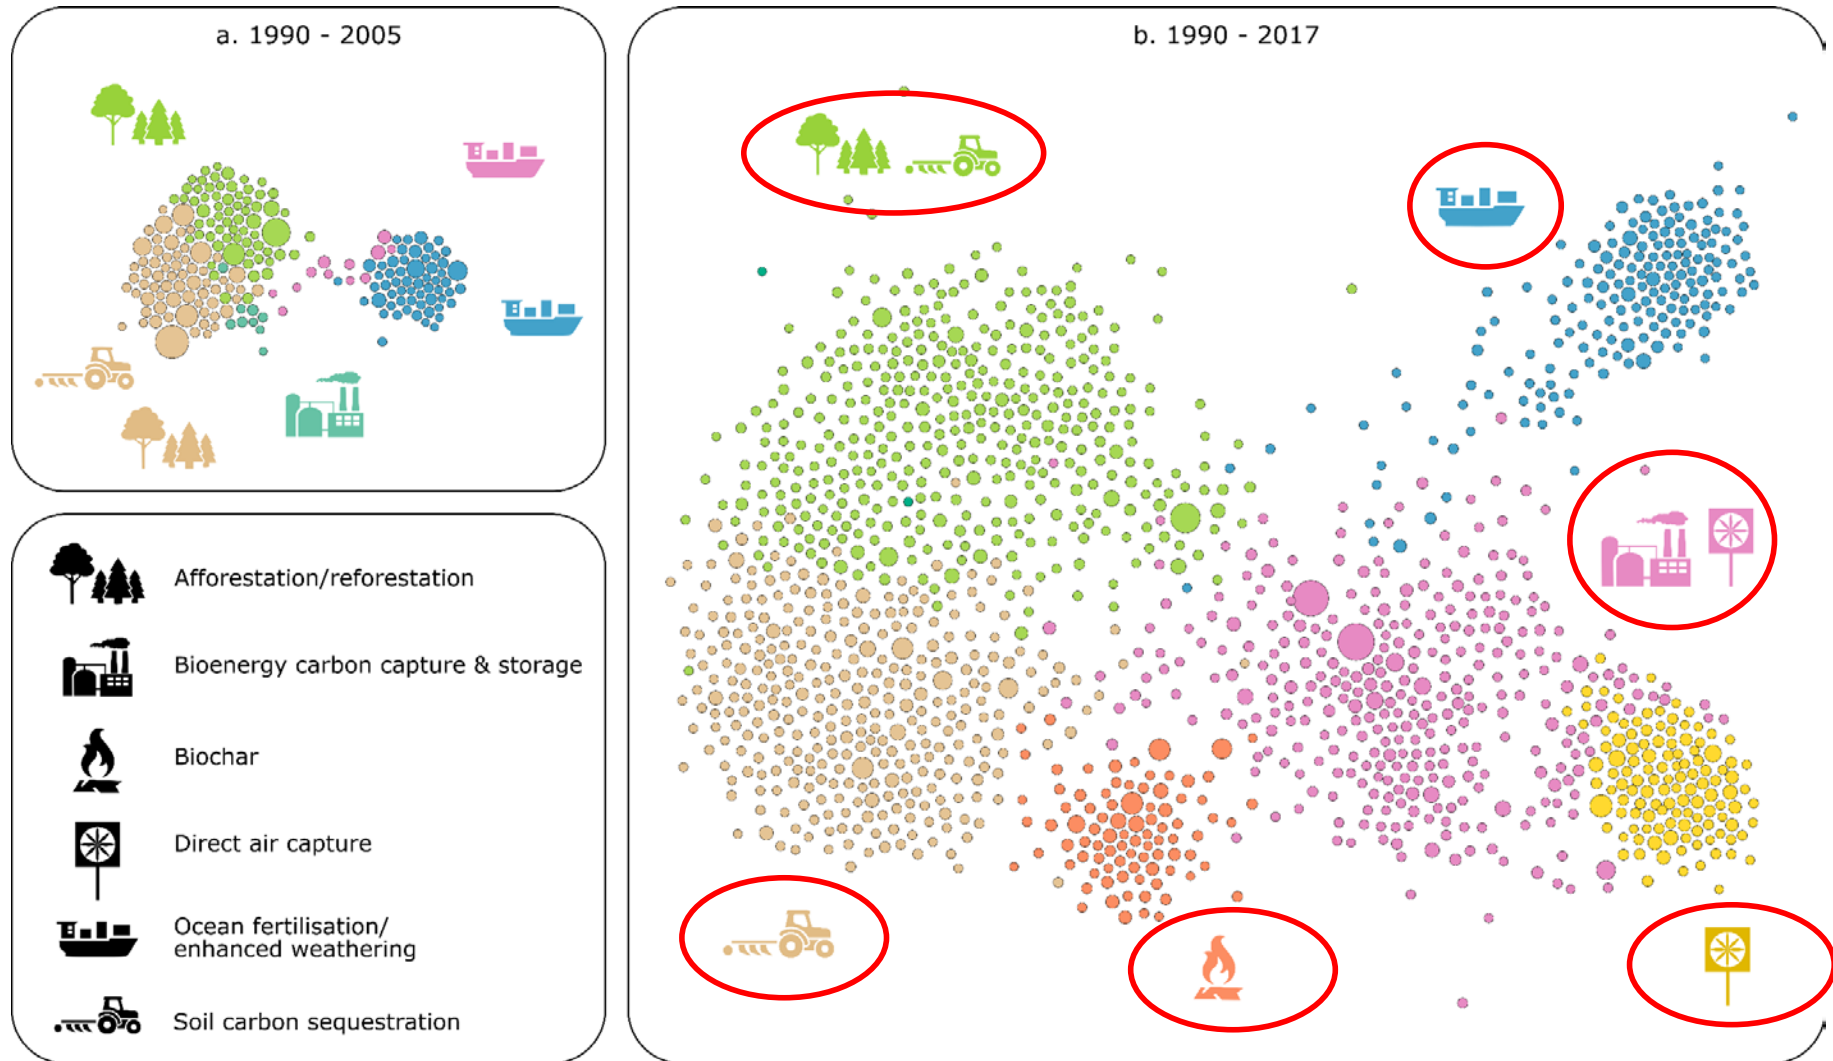 a. 1990 - 2005
b. 1990 - 2017
Afforestation/reforestation
Bioenergy carbon capture & storage
Biochar
Direct air capture
Ocean fertilisation/
enhanced weathering
Soil carbon sequestration